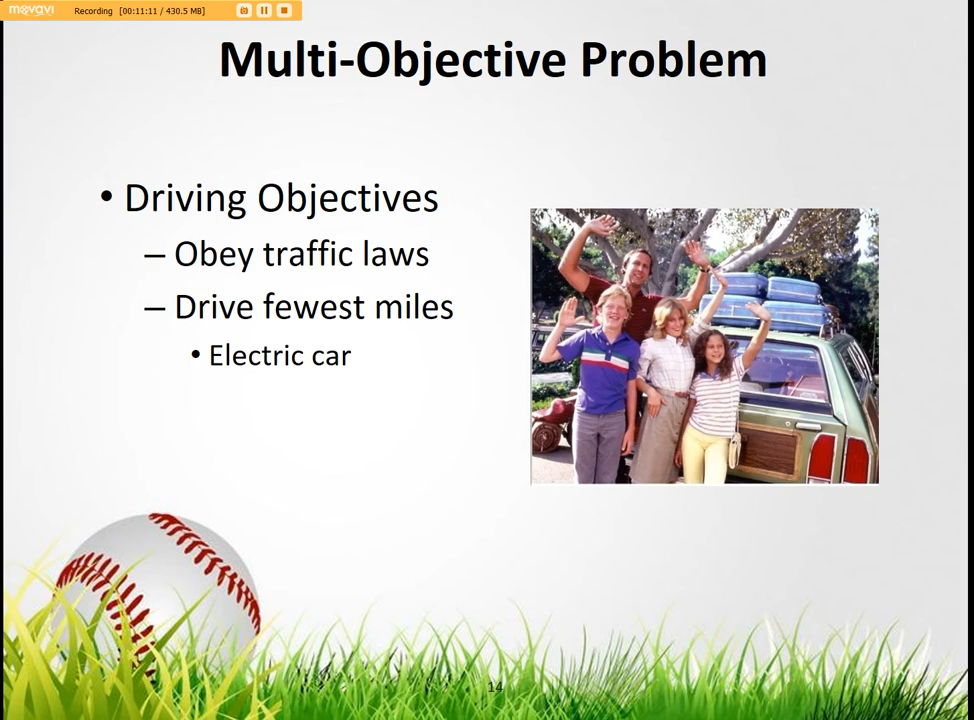 movavi Recording [00:11:11 / 430.5 MB]
Multi-Objective Problem
• Driving Objectives
– Obey traffic laws
– Drive fewest miles
• Electric car
14